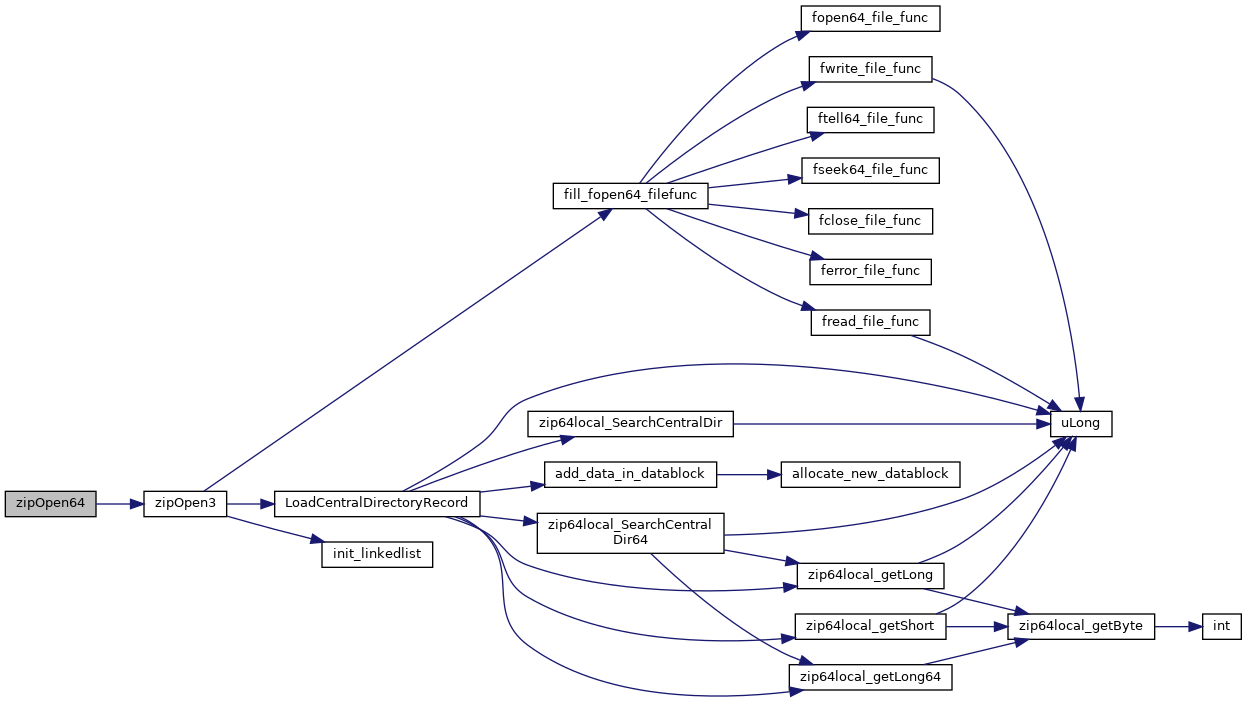 fopen64_file_func
fwrite_file_func
ftell64_file_func
fseek64_file_func
fill_fopen64_filefunc
fclose_file_func
ferror_file_func
fread_file_func
zip64local_SearchCentralDir
uLong
add_data_in_datablock
allocate_new_datablock
zipOpen64
zipOpen3
LoadCentralDirectoryRecord
zip64local_SearchCentral
Dir64
init_linkedlist
zip64local_getLong
zip64local_getShort
zip64local_getByte
int
zip64local_getLong64